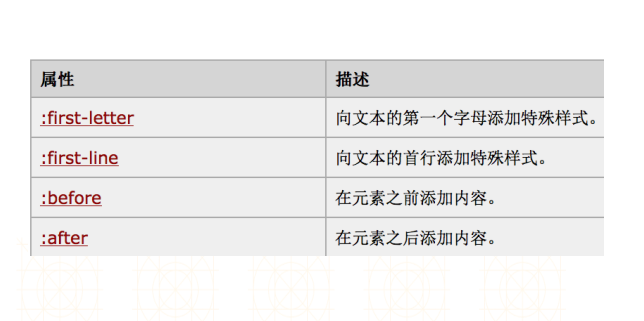 属性 描述
:first-letter 向文本的第一个字母添加特殊样式。
:first-line 向文本的首行添加特殊样式。
:before 在元素之前添加内容。
:after 在元素之后添加内容。